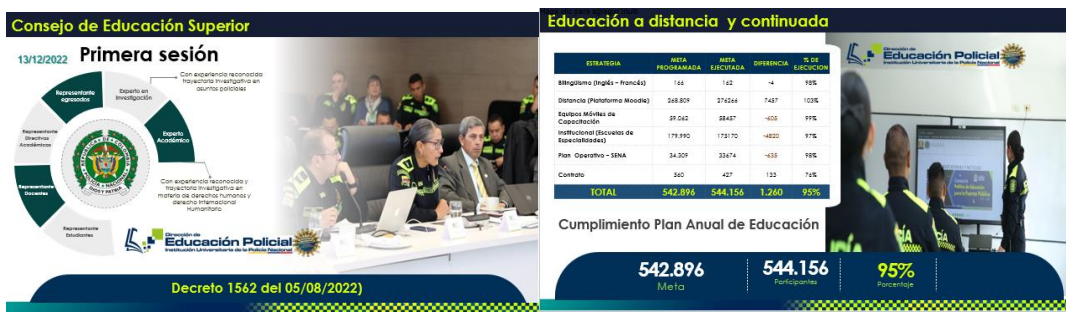 Consejo de Educación Superior
13/12/2022
Primera sesión
Representante
egresados
Experto en
Investigación
Con experiencia reconocida
trayectoria Investigativa en
asuntos policiales
Representante
Directivas
Académicas
Experto
Académico
Representante
Docentes
Con experiencia reconocida y
trayectoria Investigativa en
materia de derechos humanos y
derecho Internacional
Humanitario
Representante
Estudiantes
DIOS Y PATRIA
Dirección de
Educación Policial
Institución Universitaria de la Policía Nacional
Decreto 1562 del 05/08/2022)
Educación a distancia y continuada
ESTRATEGIA META PROGRAMADA META EJECUTADA DIFERENCIA % DE EJECUCION
Bilingüismo (Inglés – Francés) 166 162 -4 98%
Distancia (Plataforma Moodle) 268.809 276266 7457 103%
Equipos Móviles de
Capacitación 59.062 58457 -605 99%
Institucional (Escuelas de
Especialidades) 179.990 175170 -4820 97%
Plan Operativo – SENA 34.309 33674 -635 98%
Contrato 560 427 133 76%
TOTAL 542.896 544.156 1.260 95%
Dirección de
Educación Policial
Institución Universitaria de la Policía Nacional
Cumplimiento Plan Anual de Educación
542.896
Meta
544.156
Participantes
95%
Porcentaje